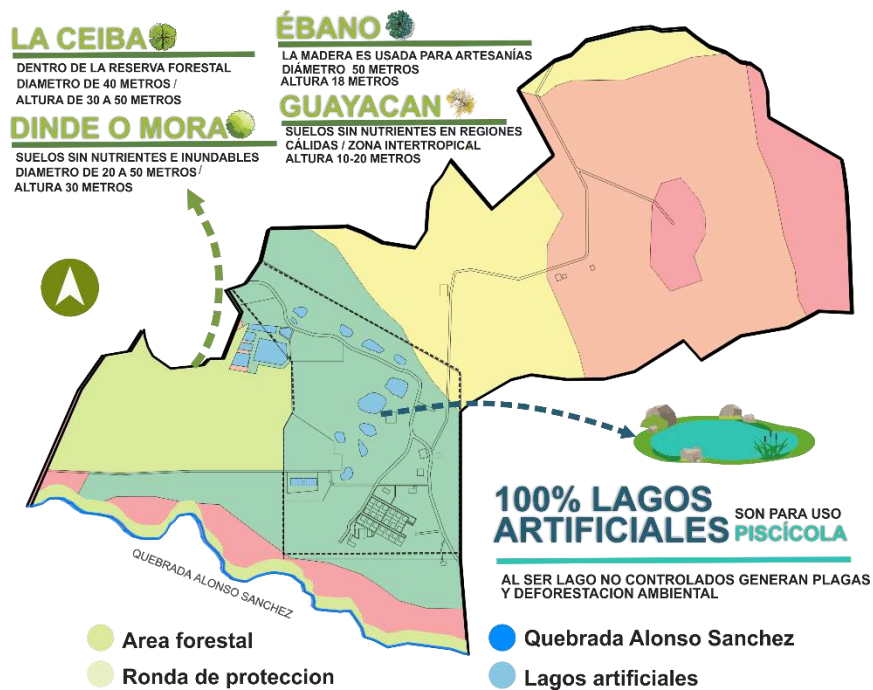 LA CEIBA
DENTRO DE LA RESERVA FORESTAL
DIAMETRO DE 40 METROS /
ALTURA DE 30 A 50 METROS
DINDE O MORA
SUELOS SIN NUTRIENTES E INUNDABLES
DIAMETRO DE 20 A 50 METROS /
ALTURA 30 METROS
ÉBANO
LA MADERA ES USADA PARA ARTESANÍAS
DIÁMETRO 50 METROS
ALTURA 18 METROS
GUAYACAN
SUELOS SIN NUTRIENTES EN REGIONES
CÁLIDAS / ZONA INTERTROPICAL
ALTURA 10-20 METROS
100% LAGOS
ARTIFICIALES
SON PARA USO
PISCÍCOLA
AL SER LAGO NO CONTROLADOS GENERAN PLAGAS
Y DEFORESTACION AMBIENTAL
QUEBRADA ALONSO SANCHEZ
Area forestal
Ronda de proteccion
Quebrada Alonso Sanchez
Lagos artificiales